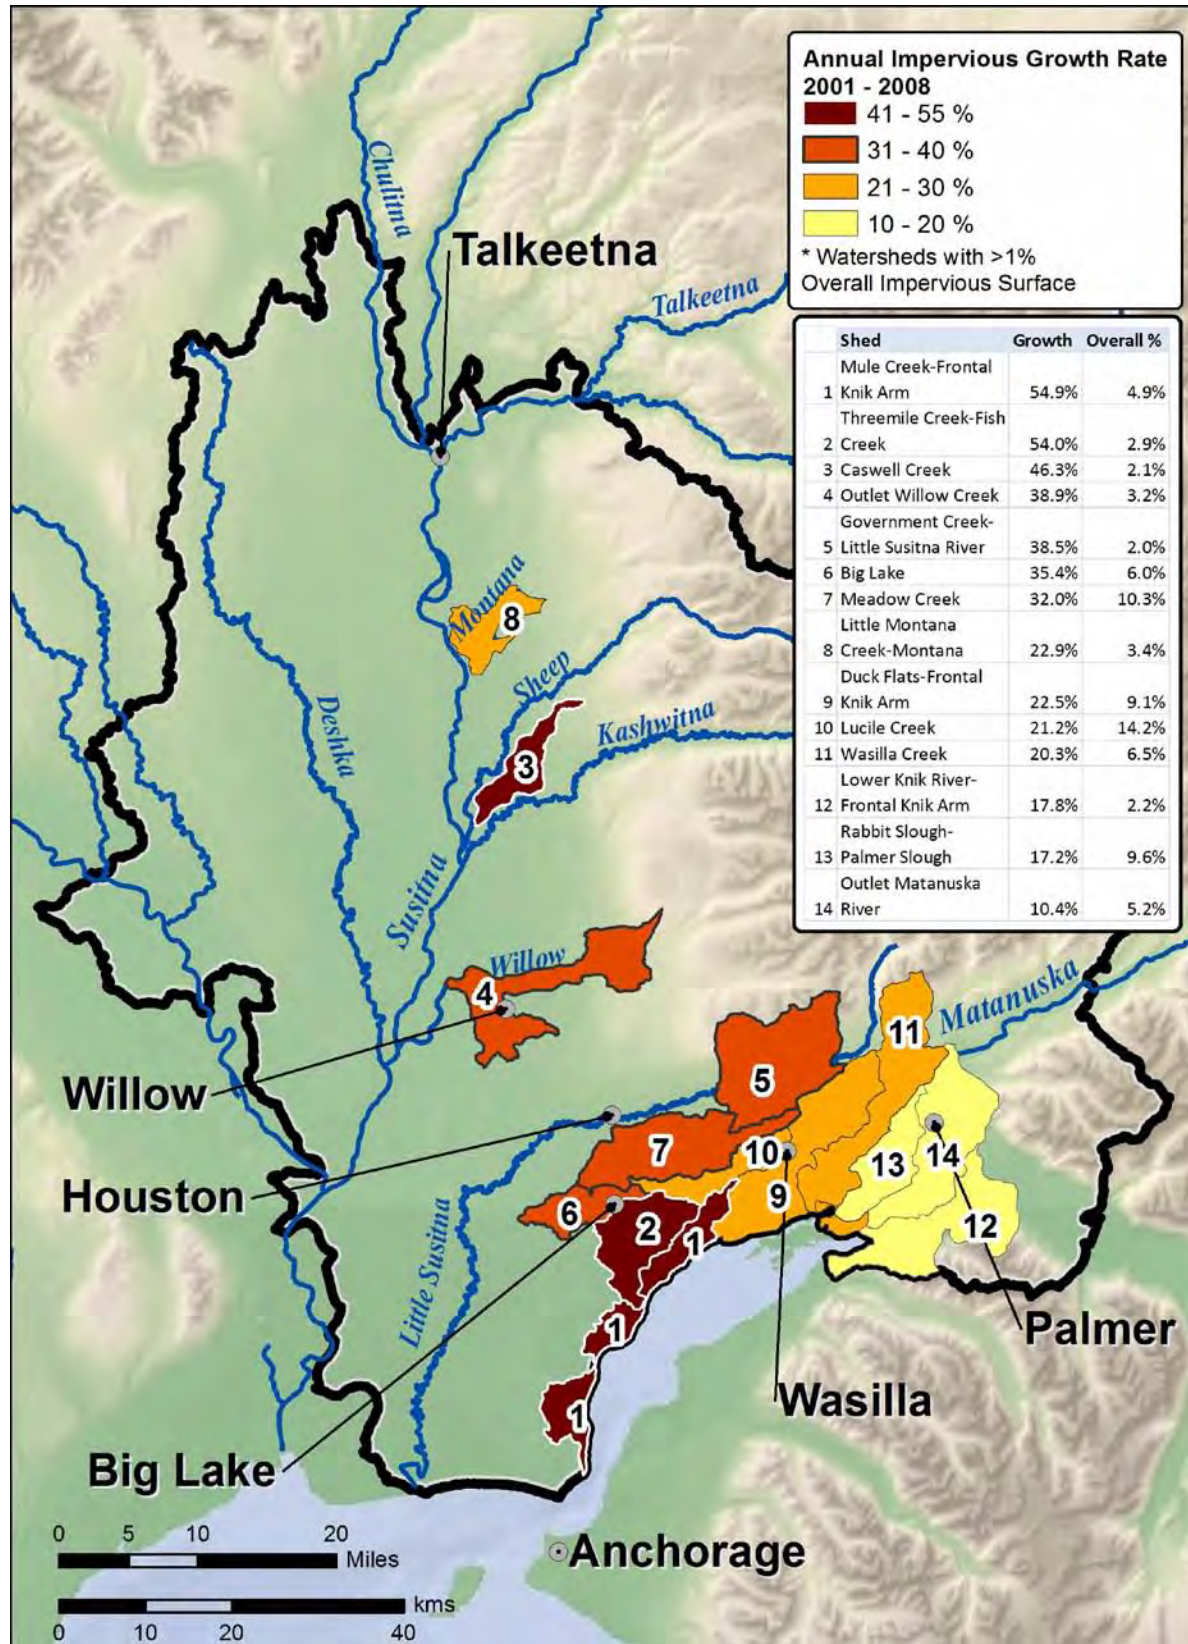 Annual Impervious Growth Rate
2001 - 2008
41 - 55 %
31 - 40 %
21 - 30 %
10 - 20 %
* Watersheds with >1%
Overall Impervious Surface
Shed Growth Overall %
Mule Creek-Frontal
1 Knik Arm 54.9% 4.9%
Threemile Creek-Fish
2 Creek 54.0% 2.9%
3 Caswell Creek 46.3% 2.1%
4 Outlet Willow Creek 38.9% 3.2%
Government Creek-
5 Little Susitna River 38.5% 2.0%
6 Big Lake 35.4% 6.0%
7 Meadow Creek 32.0% 10.3%
Little Montana
8 Creek-Montana 22.9% 3.4%
Duck Flats-Frontal
9 Knik Arm 22.5% 9.1%
10 Lucile Creek 21.2% 14.2%
11 Wasilla Creek 20.3% 6.5%
Lower Knik River-
12 Frontal Knik Arm 17.8% 2.2%
Rabbit Slough-
13 Palmer Slough 17.2% 9.6%
Outlet Matanuska
14 River 10.4% 5.2%
Chulitna
Talkeetna
Talkeetna
Montana
8
Sheep
Kashwitna
Deshka
3
Susitna
Willow
4
Matanuska
11
Willow
5
7
10
13
14
Houston
6
2
9
12
1
Little Susitna
1
Palmer
1
Wasilla
Big Lake
Anchorage
0 5 10 20
Miles
kms
0 10 20 40